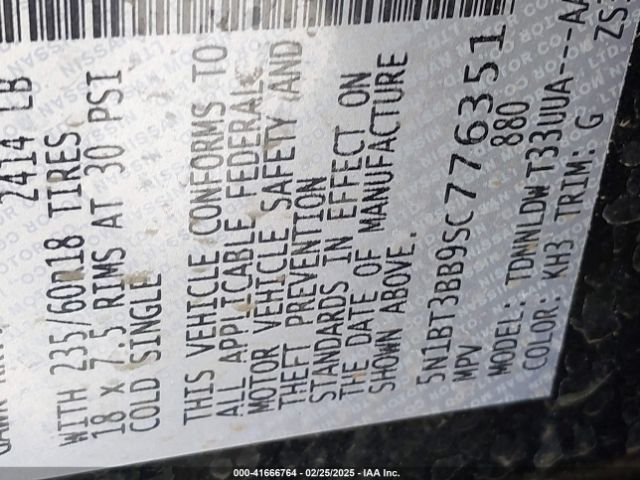 2414 LB
WITH 235/60R18 TIRES
18 x 7.5 RIMS AT 30 PSI
COLD SINGLE
THIS VEHICLE CONFORMS TO
ALL APPLICABLE FEDERAL
MOTOR VEHICLE SAFETY AND
THEFT PREVENTION
STANDARDS IN EFFECT ON
THE DATE OF MANUFACTURE
SHOWN ABOVE.
5N1BT3BB9SC776351
MPV 880
MODEL: TDNNLDWT33UUA---AA
COLOR: KH3 TRIM: G
000-41666764 - 02/25/2025 - IAA Inc.